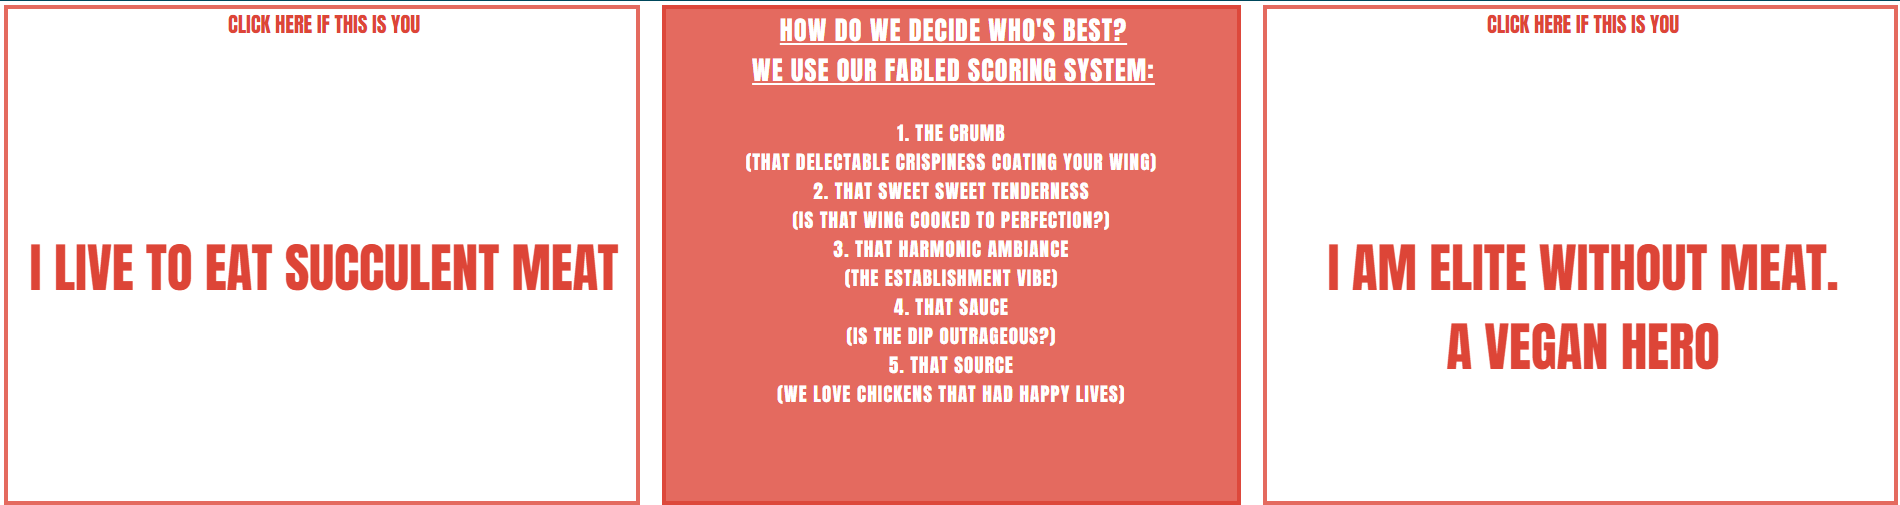 CLICK HERE IF THIS IS YOU
I LIVE TO EAT SUCCULENT MEAT
HOW DO WE DECIDE WHO'S BEST?
WE USE OUR FABLED SCORING SYSTEM:
1. THE CRUMB
(THAT DELECTABLE CRISPINESS COATING YOUR WING)
2. THAT SWEET SWEET TENDERNESS
(IS THAT WING COOKED TO PERFECTION?)
3. THAT HARMONIC AMBIANCE
(THE ESTABLISHMENT VIBE)
4. THAT SAUCE
(IS THE DIP OUTRAGEOUS?)
5. THAT SOURCE
(WE LOVE CHICKENS THAT HAD HAPPY LIVES)
CLICK HERE IF THIS IS YOU
I AM ELITE WITHOUT MEAT.
A VEGAN HERO